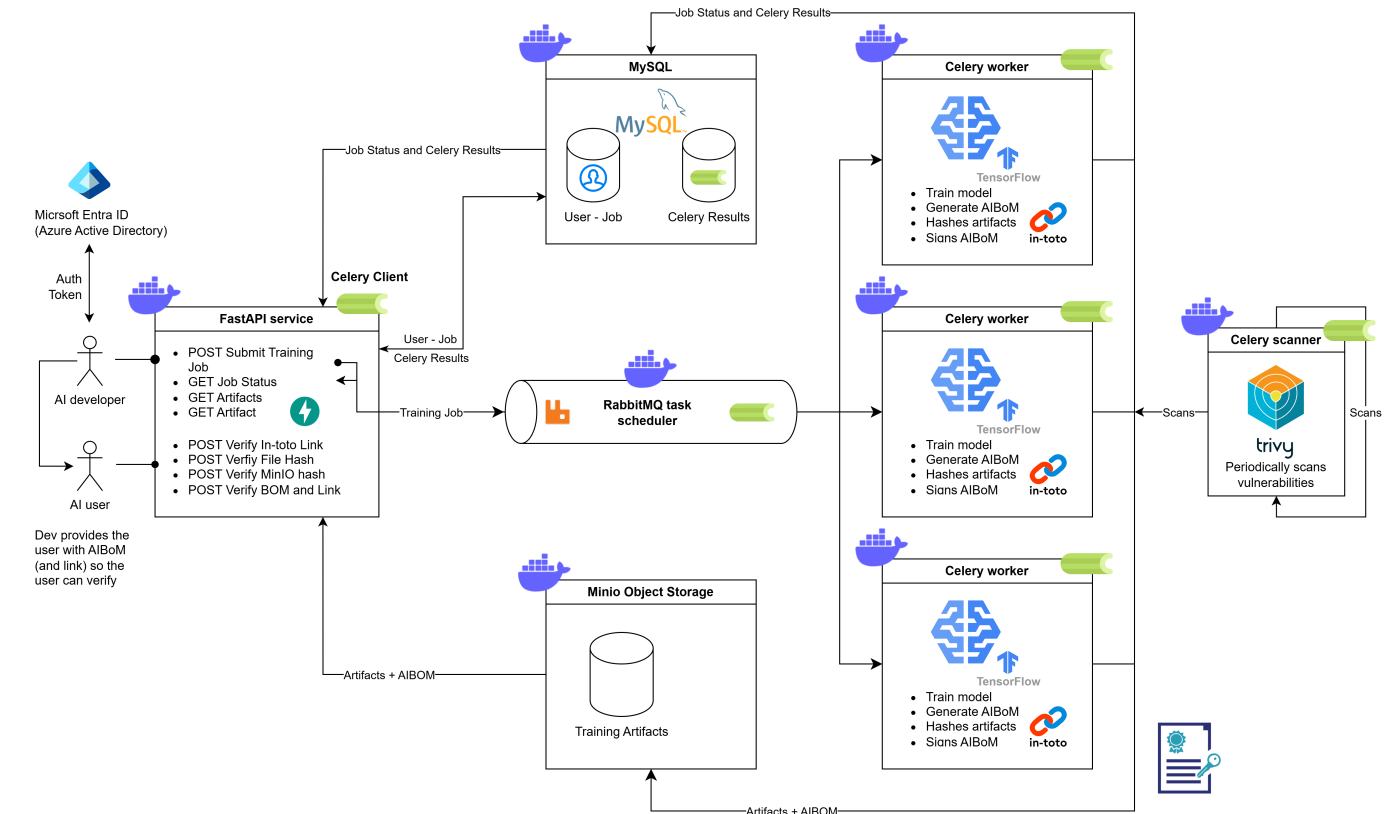 Job Status and Celery Results
MySQL
MySQL
User - Job
Celery Results
Job Status and Celery Results
Micrsoft Entra ID
(Azure Active Directory)
Auth
Token
AI developer
AI user
Dev provides the
user with AIBoM
(and link) so the
user can verify
Celery Client
FastAPI service
POST Submit Training
Job
GET Job Status
GET Artifacts
GET Artifact
POST Verify In-toto Link
POST Verfiy File Hash
POST Verify MinIO hash
POST Verify BOM and Link
User - Job
Celery Results
Training Job
RabbitMQ task
scheduler
Artifacts + AIBOM
Minio Object Storage
Training Artifacts
Artifacts + AIBOM
Celery worker
TensorFlow
Train model
Generate AIBoM
Hashes artifacts
Signs AIBoM
in-toto
Celery worker
TensorFlow
Train model
Generate AIBoM
Hashes artifacts
Signs AIBoM
in-toto
Celery worker
TensorFlow
Train model
Generate AIBoM
Hashes artifacts
Signs AIBoM
in-toto
Scans
Celery scanner
trivy
Periodically scans
vulnerabilities
Scans